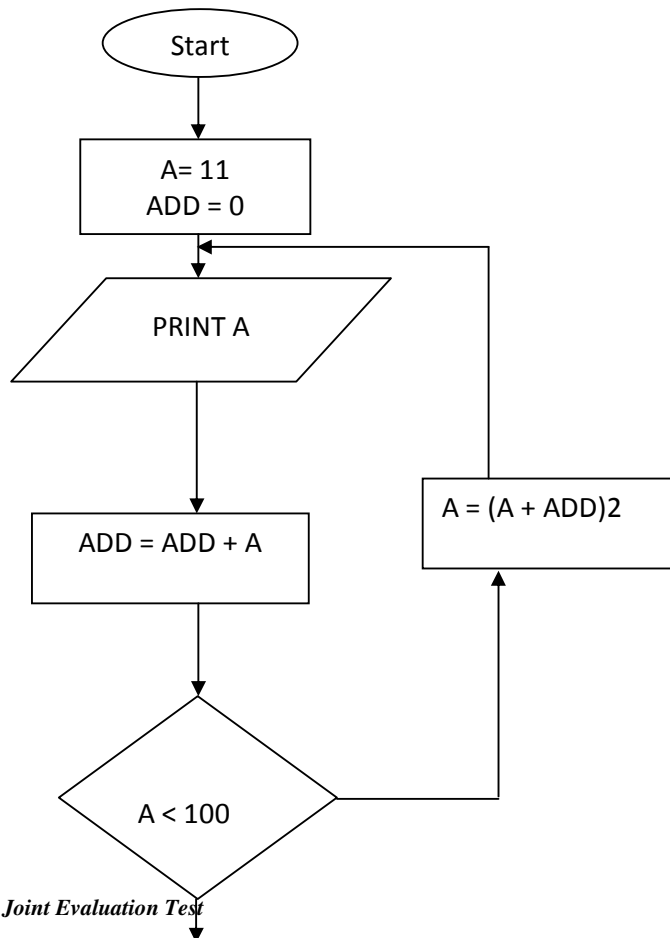 Start
A= 11
ADD = 0
PRINT A
A = (A + ADD)2
ADD = ADD + A
A < 100
Joint Evaluation Test